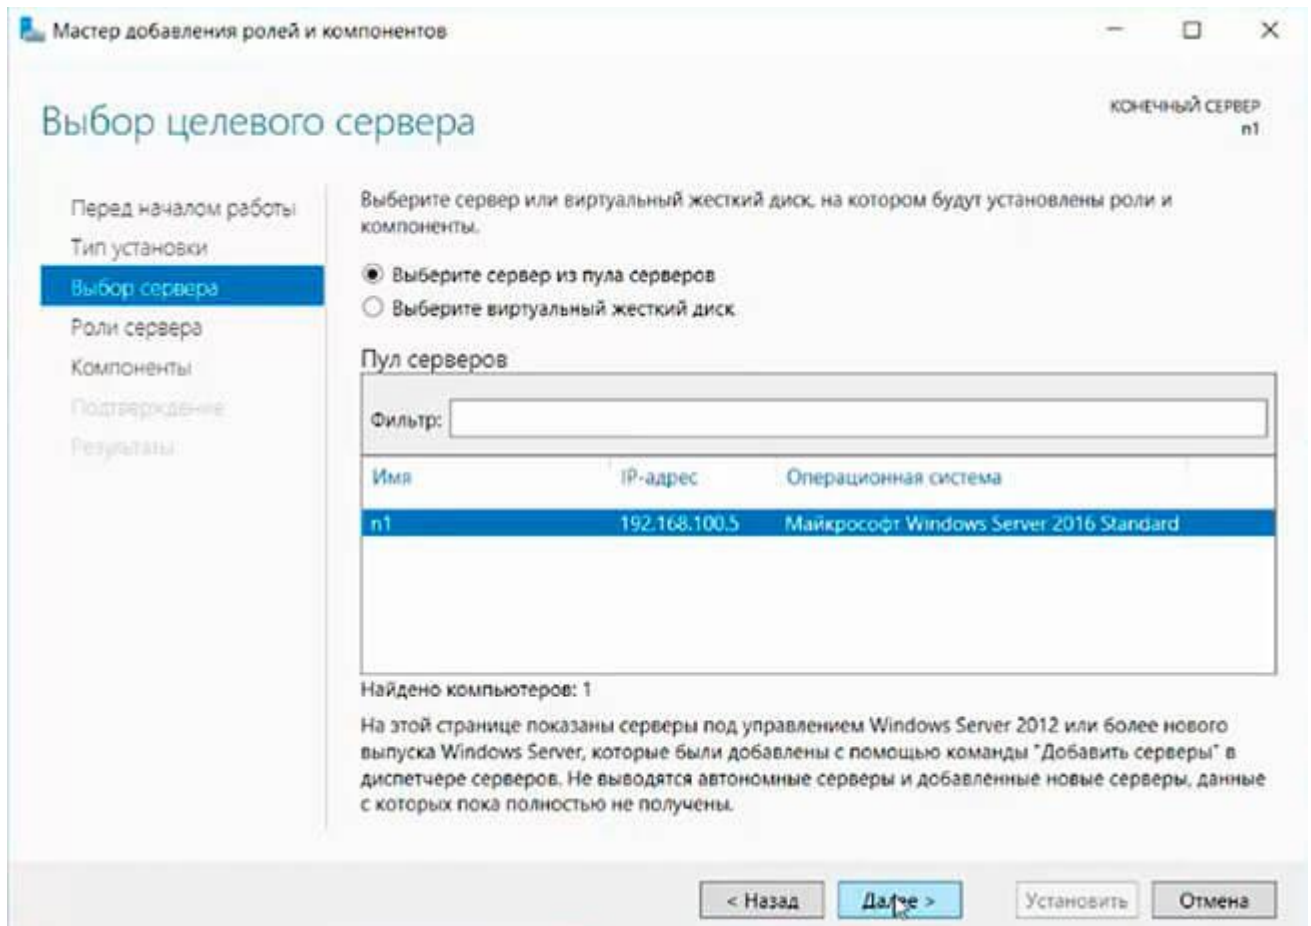 Мастер добавления ролей и компонентов
Выбор целевого сервера
КОНЕЧНЫЙ СЕРВЕР
n1
Перед началом работы
Тип установки
Выбор сервера
Роли сервера
Компоненты
Подтверждение
Результаты
Выберите сервер или виртуальный жесткий диск, на котором будут установлены роли и
компоненты.
Выберите сервер из пула серверов
Выберите виртуальный жесткий диск
Пул серверов
Фильтр:
Имя IP-адрес Операционная система
n1 192.168.100.5 Майкрософт Windows Server 2016 Standard
Найдено компьютеров: 1
На этой странице показаны серверы под управлением Windows Server 2012 или более нового
выпуска Windows Server, которые были добавлены с помощью команды "Добавить серверы" в
диспетчере серверов. Не выводятся автономные серверы и добавленные новые серверы, данные
с которых пока полностью не получены.
< Назад Далее > Установить Отмена